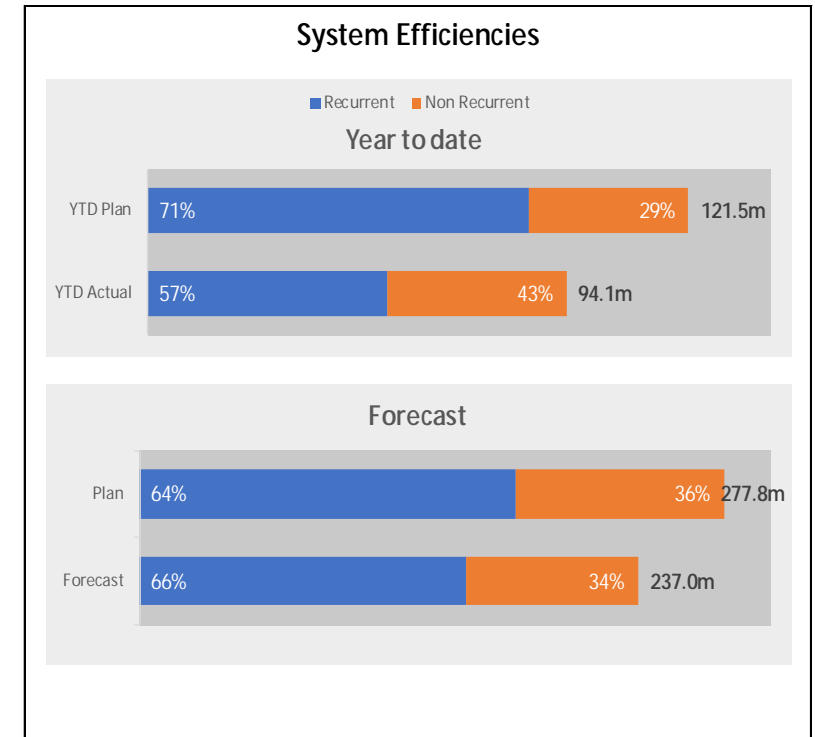 System Efficiencies
Recurrent Non Recurrent
Year to date
YTD Plan 71% 29% 121.5m
YTD Actual 57% 43% 94.1m
Forecast
Plan 64% 36% 277.8m
Forecast 66% 34% 237.0m